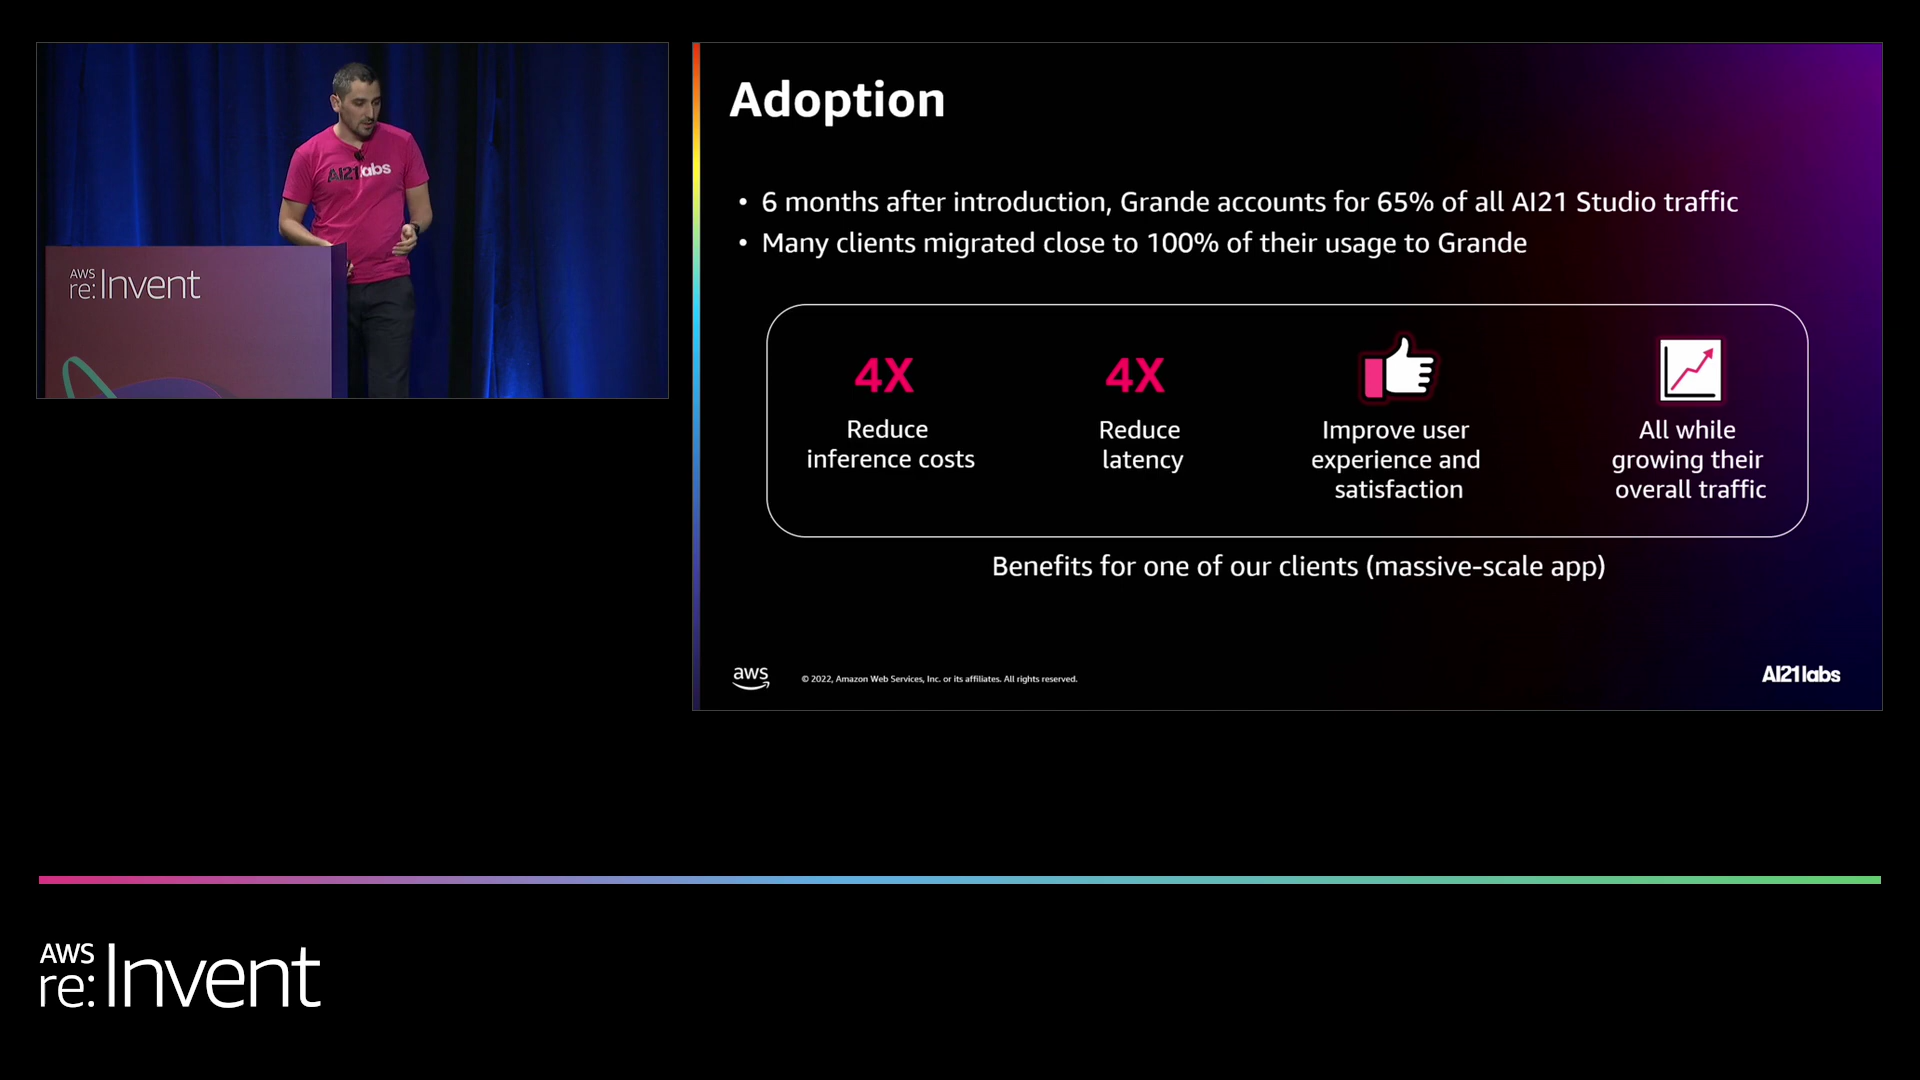 AI21labs
AWS
re:Invent
Adoption
• 6 months after introduction, Grande accounts for 65% of all AI21 Studio traffic
• Many clients migrated close to 100% of their usage to Grande
4X
Reduce
inference costs
4X
Reduce
latency
Improve user
experience and
satisfaction
All while
growing their
overall traffic
Benefits for one of our clients (massive-scale app)
aws
© 2022, Amazon Web Services, Inc. or its affiliates. All rights reserved.
AI21labs
AWS
re:Invent